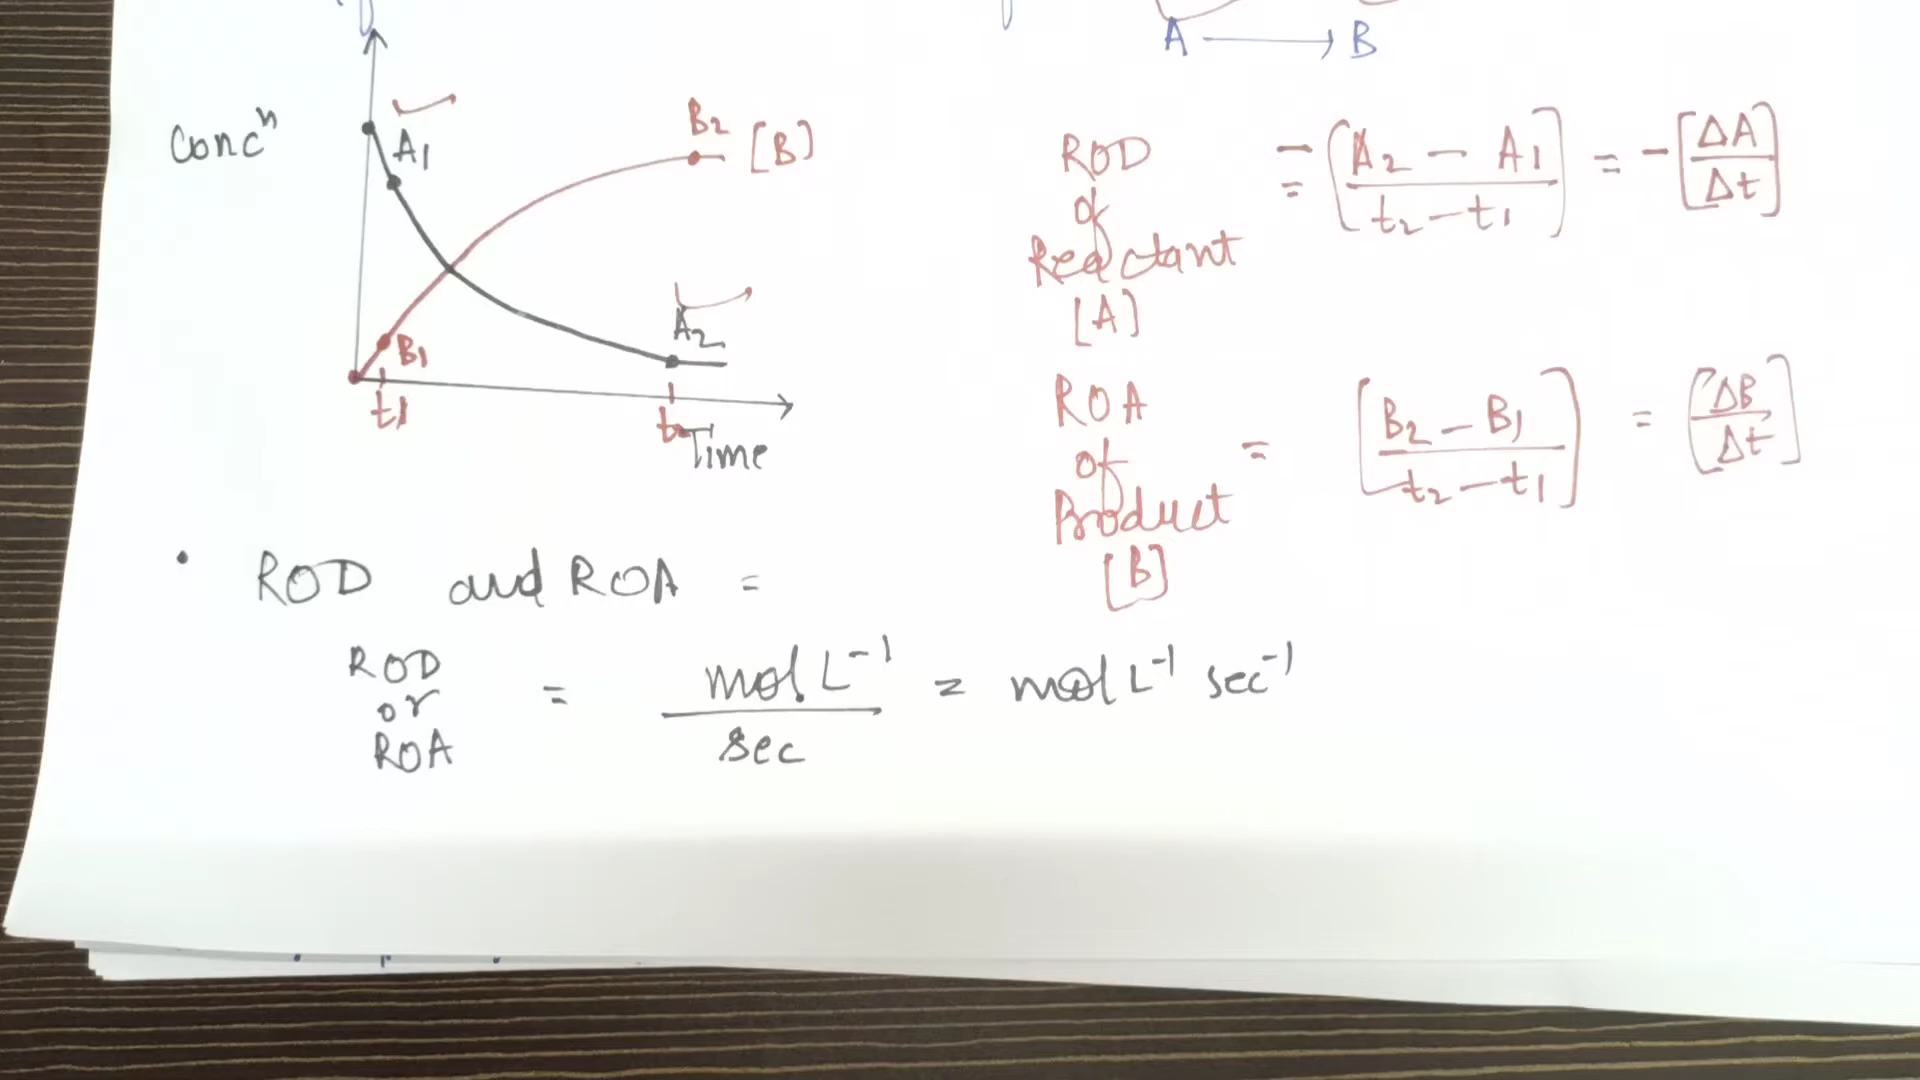 A ⟶ B
Concⁿ
A₁
B₂ [B]
A₂
B₁
t₁
t₂
Time
ROD of Reactant [A] = - [A₂ - A₁ / t₂ - t₁] = - [ΔA / Δt]
ROA of Product [B] = [B₂ - B₁ / t₂ - t₁] = [ΔB / Δt]
• ROD and ROA =
ROD or ROA = mol L⁻¹ / sec = mol L⁻¹ sec⁻¹